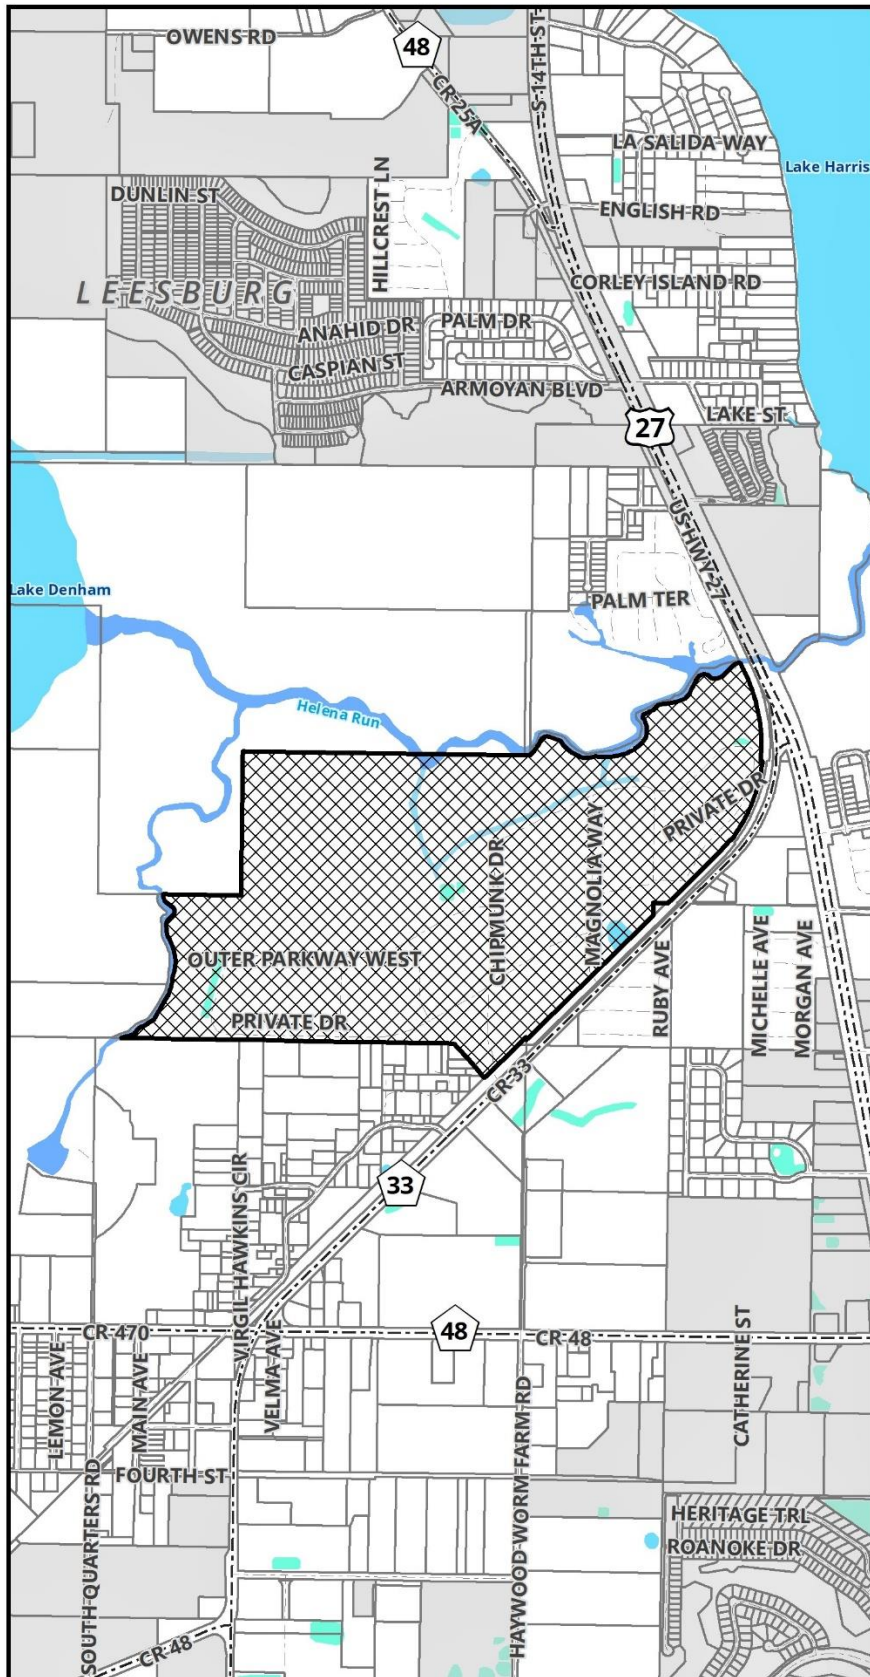 OWENS RD
48
S 14TH ST
CR 25A
LA SALIDA WAY
Lake Harris
DUNLIN ST
HILLCREST LN
ENGLISH RD
LEESBURG
CORLEY ISLAND RD
ANAHID DR
PALM DR
CASPIAN ST
ARMOYAN BLVD
LAKE ST
27
US HWY 27
Lake Denham
PALM TER
Helena Run
PRIVATE DR
CHIPMUNK DR
MAGNOLIA WAY
OUTER PARKWAY WEST
RUBY AVE
MICHELLE AVE
MORGAN AVE
PRIVATE DR
CR 33
33
VIRGIL HAWKINS CIR
CR 470
48
CR 48
LEMON AVE
MAIN AVE
VELMA AVE
CATHERINE ST
HAYWOOD WORM FARM RD
FOURTH ST
SOUTH QUARTERS RD
HERITAGE TRL
ROANOKE DR
CR 48